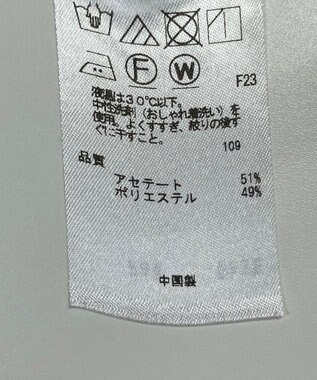 F W
F23
液温は30℃以下。
中性洗剤（おしゃれ着洗い）を
使用。よくすすぎ、絞りの後す
ぐに干すこと。
109
品質
アセテート 51%
ポリエステル 49%
中国製